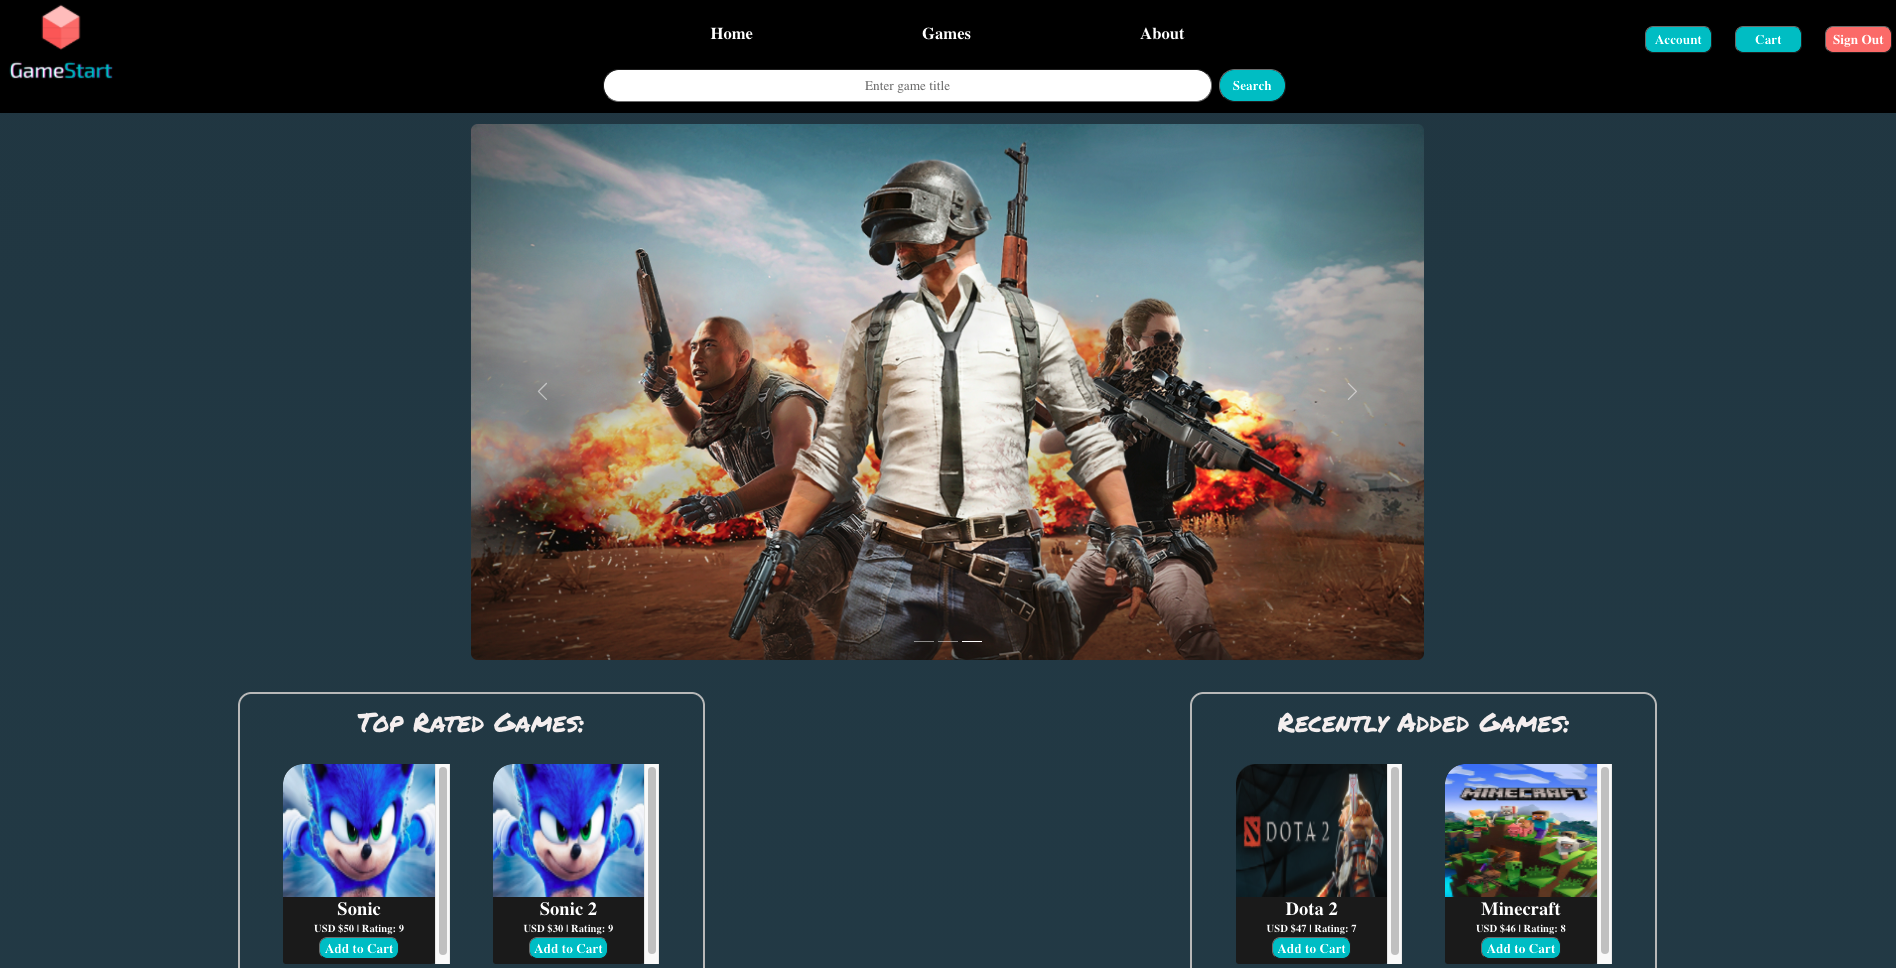 Home
Games
About
Account
Cart
Sign Out
GameStart
Enter game title
Search
Top Rated Games:
Recently Added Games:
Sonic
USD $50 | Rating: 9
Add to Cart
Sonic 2
USD $30 | Rating: 9
Add to Cart
DOTA 2
Dota 2
USD $47 | Rating: 7
Add to Cart
MINECRAFT
Minecraft
USD $46 | Rating: 8
Add to Cart